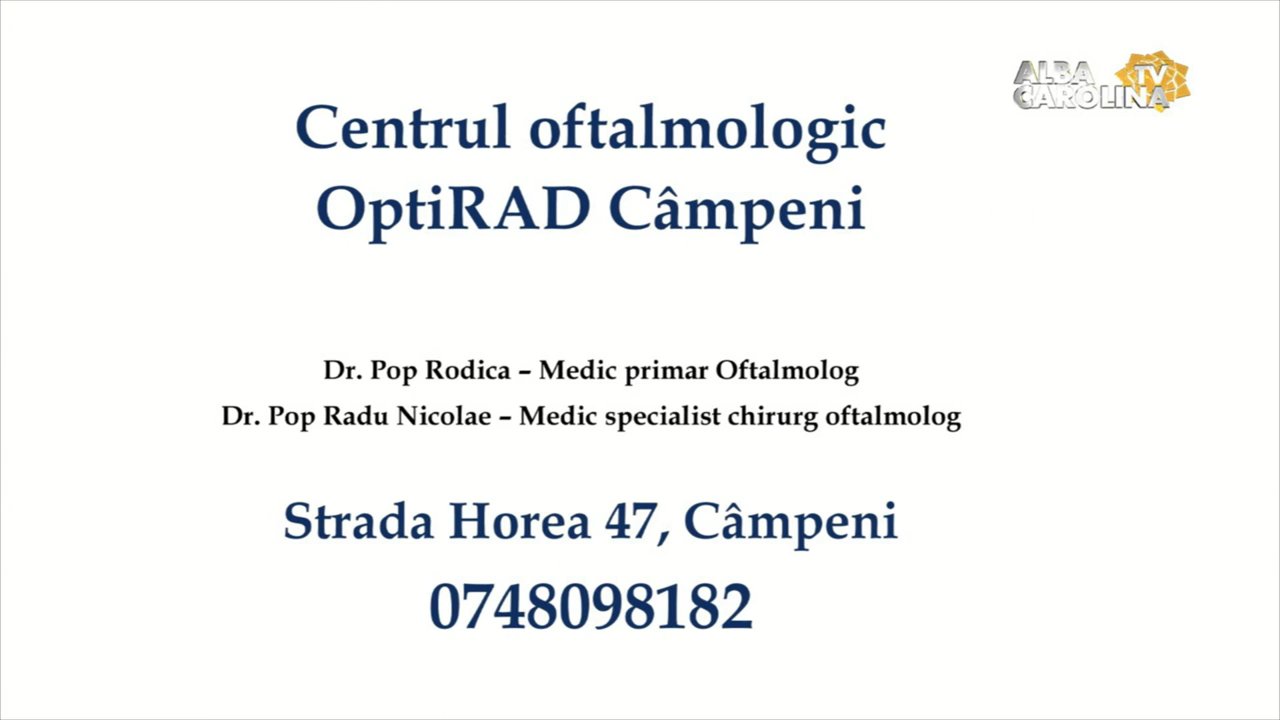 ALBA TV
CAROLINA
Centrul oftalmologic
OptiRAD Câmpeni
Dr. Pop Rodica – Medic primar Oftalmolog
Dr. Pop Radu Nicolae – Medic specialist chirurg oftalmolog
Strada Horea 47, Câmpeni
0748098182